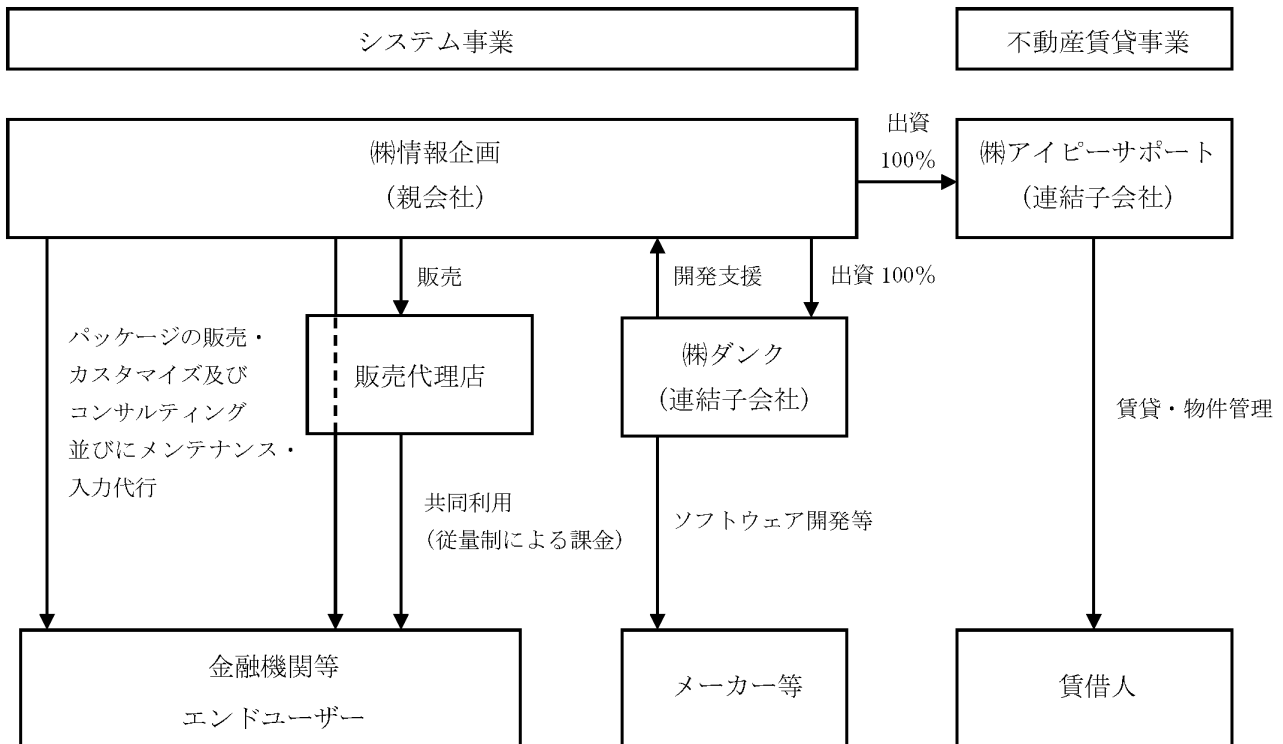 システム事業
不動産賃貸事業
㈱情報企画
(親会社)
出資
100%
㈱アイピーサポート
(連結子会社)
販売
開発支援
出資 100%
パッケージの販売・
カスタマイズ及び
コンサルティング
並びにメンテナンス・
入力代行
販売代理店
㈱ダンク
(連結子会社)
賃貸・物件管理
共同利用
(従量制による課金)
ソフトウェア開発等
金融機関等
エンドユーザー
メーカー等
賃借人